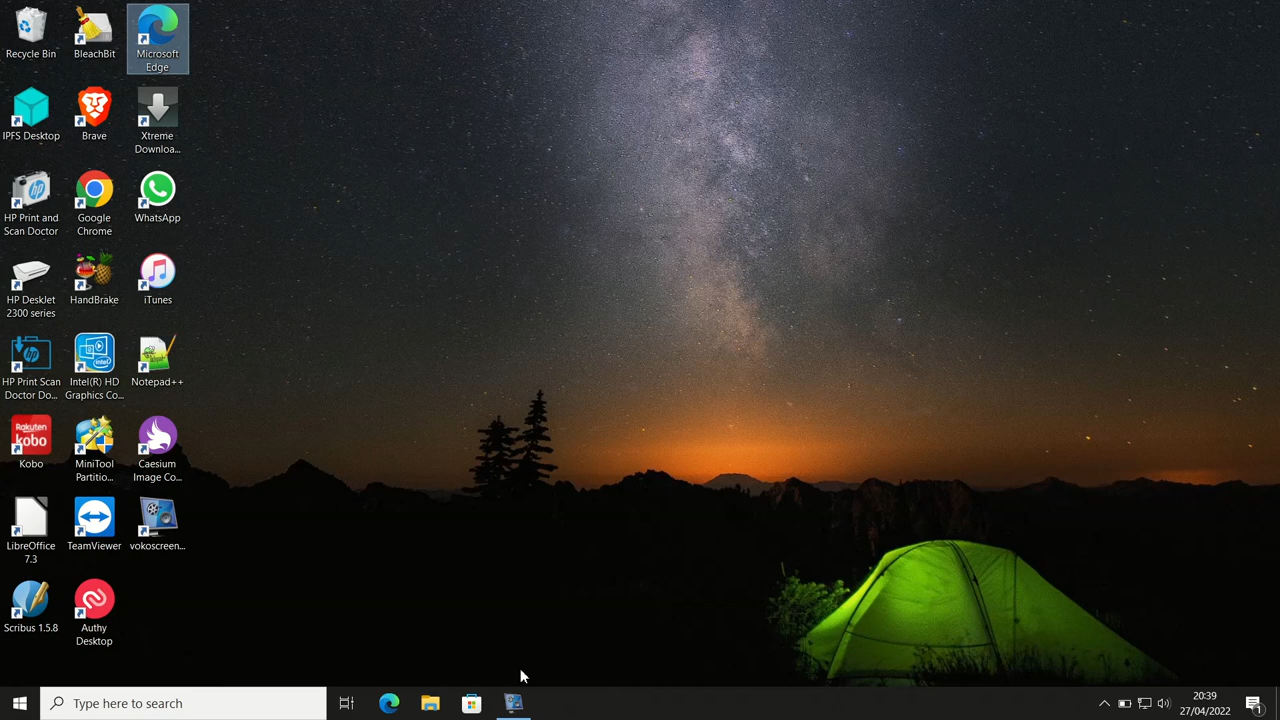 Recycle Bin
BleachBit
Microsoft
Edge
IPFS Desktop
Brave
Xtreme
Downloa...
HP Print and
Scan Doctor
Google
Chrome
WhatsApp
HP DeskJet
2300 series
HandBrake
iTunes
HP Print Scan
Doctor Do...
Intel(R) HD
Graphics Co...
Notepad++
Rakuten
kobo
Kobo
MiniTool
Partitio...
Caesium
Image Co...
LibreOffice
7.3
TeamViewer
vokoscreen...
Scribus 1.5.8
Authy
Desktop
Type here to search
20:39
27/04/2022
1